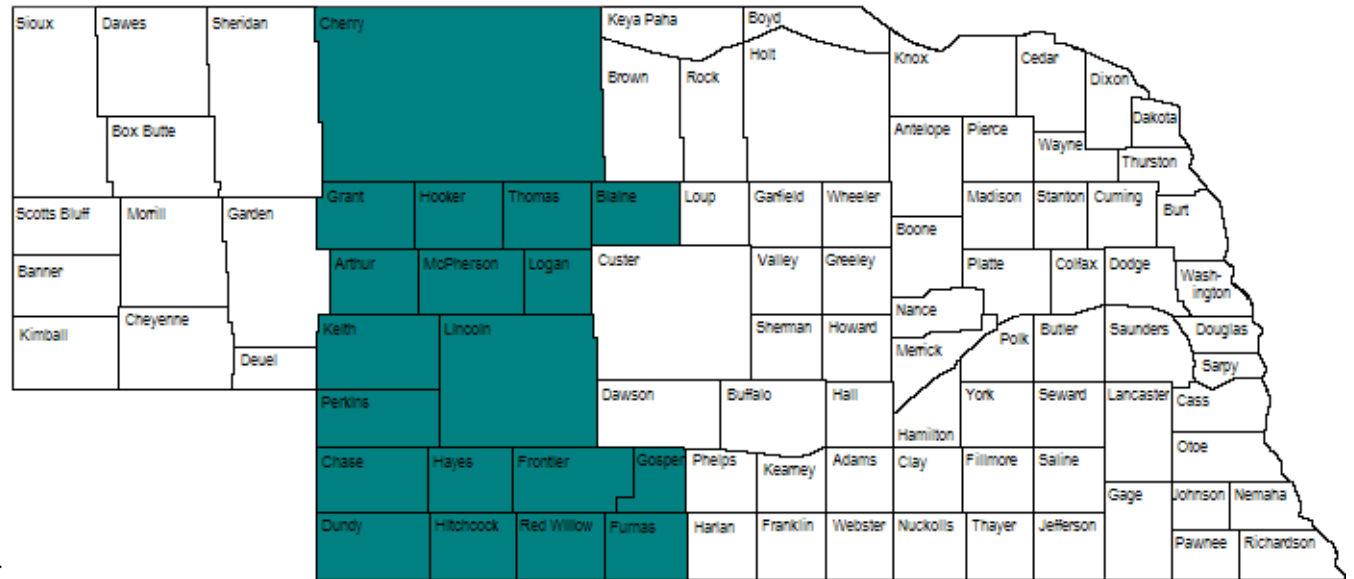 Sioux
Dawes
Sheridan
Cherry
Keya Paha
Boyd
Holt
Knox
Cedar
Dixon
Brown
Rock
Dakota
Box Butte
Antelope
Pierce
Wayne
Thurston
Scotts Bluff
Morrill
Garden
Grant
Hooker
Thomas
Blaine
Loup
Garfield
Wheeler
Madison
Stanton
Cuming
Burt
Boone
Banner
Arthur
McPherson
Logan
Custer
Valley
Greeley
Platte
Colfax
Dodge
Wash-
ington
Kimball
Cheyenne
Nance
Keith
Lincoln
Sherman
Howard
Merrick
Polk
Butler
Saunders
Douglas
Deuel
Sarpy
Perkins
Dawson
Buffalo
Hall
Hamilton
York
Seward
Lancaster
Cass
Otoe
Chase
Hayes
Frontier
Gosper
Phelps
Kearney
Adams
Clay
Fillmore
Saline
Gage
Johnson
Nemaha
Dundy
Hitchcock
Red Willow
Furnas
Harlan
Franklin
Webster
Nuckolls
Thayer
Jefferson
Pawnee
Richardson